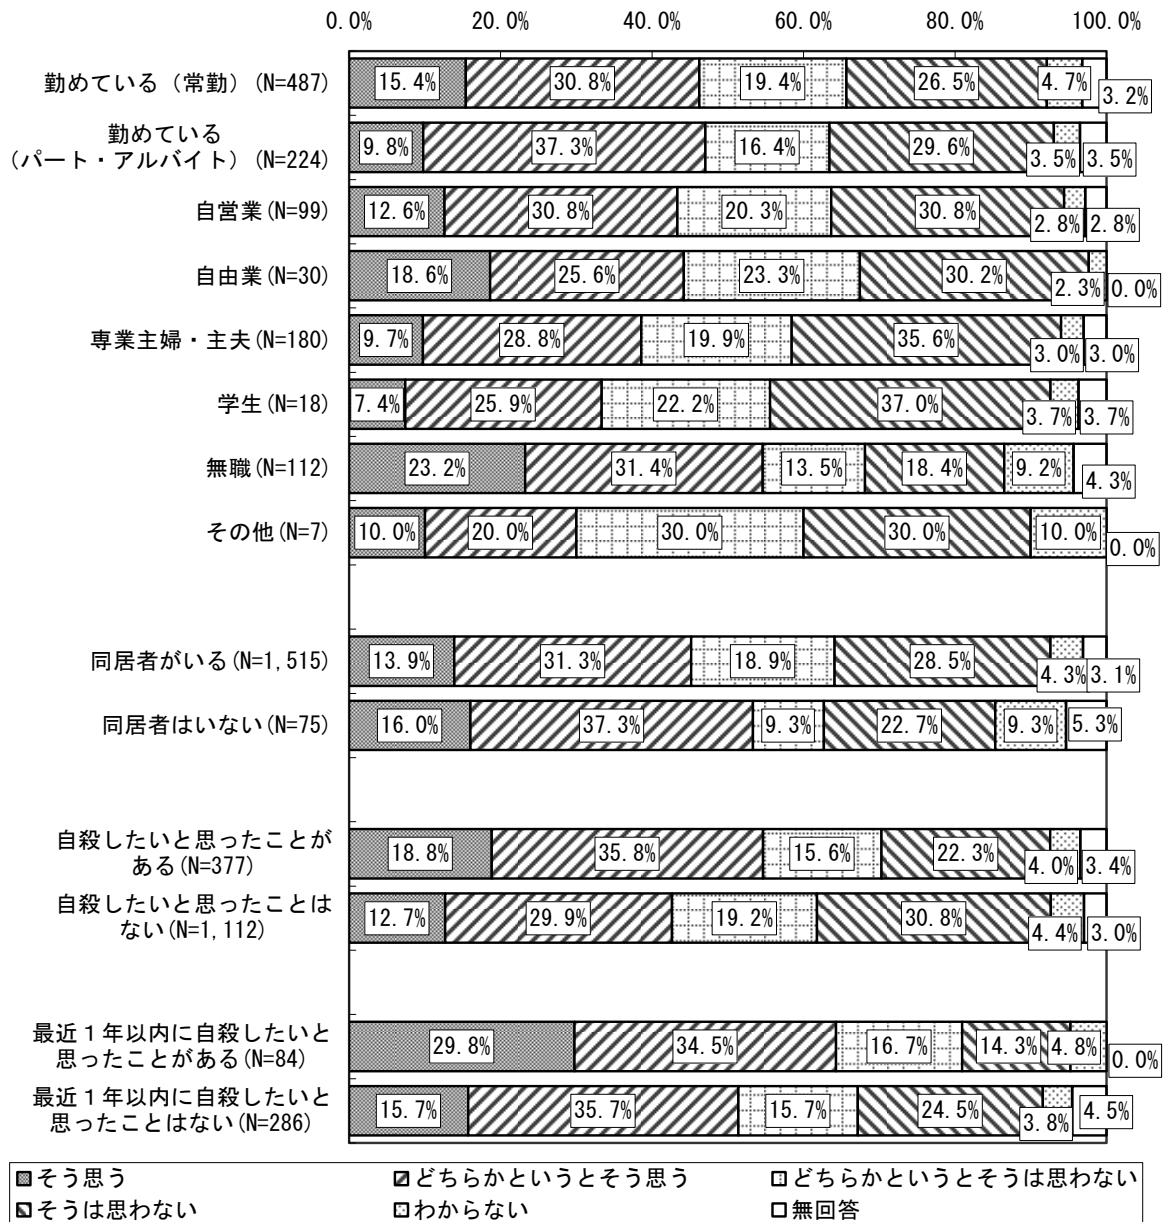 0.0% 20.0% 40.0% 60.0% 80.0% 100.0%
勤めている（常勤）(N=487) 15.4% 30.8% 19.4% 26.5% 4.7% 3.2%
勤めている
（パート・アルバイト）(N=224) 9.8% 37.3% 16.4% 29.6% 3.5% 3.5%
自営業(N=99) 12.6% 30.8% 20.3% 30.8% 2.8% 2.8%
自由業(N=30) 18.6% 25.6% 23.3% 30.2% 2.3% 0.0%
専業主婦・主夫(N=180) 9.7% 28.8% 19.9% 35.6% 3.0% 3.0%
学生(N=18) 7.4% 25.9% 22.2% 37.0% 3.7% 3.7%
無職(N=112) 23.2% 31.4% 13.5% 18.4% 9.2% 4.3%
その他(N=7) 10.0% 20.0% 30.0% 30.0% 10.0% 0.0%
同居者がいる(N=1,515) 13.9% 31.3% 18.9% 28.5% 4.3% 3.1%
同居者はいない(N=75) 16.0% 37.3% 9.3% 22.7% 9.3% 5.3%
自殺したいと思ったことが
ある(N=377) 18.8% 35.8% 15.6% 22.3% 4.0% 3.4%
自殺したいと思ったことは
ない(N=1,112) 12.7% 29.9% 19.2% 30.8% 4.4% 3.0%
最近１年以内に自殺したいと
思ったことがある(N=84) 29.8% 34.5% 16.7% 14.3% 4.8% 0.0%
最近１年以内に自殺したいと
思ったことはない(N=286) 15.7% 35.7% 15.7% 24.5% 3.8% 4.5%
そう思う どちらかというとそう思う どちらかというとそうは思わない
そうは思わない わからない 無回答